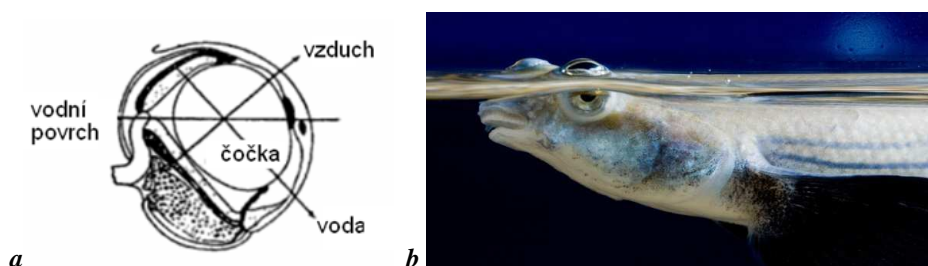 vzduch
vodní
povrch
čočka
voda
a
b